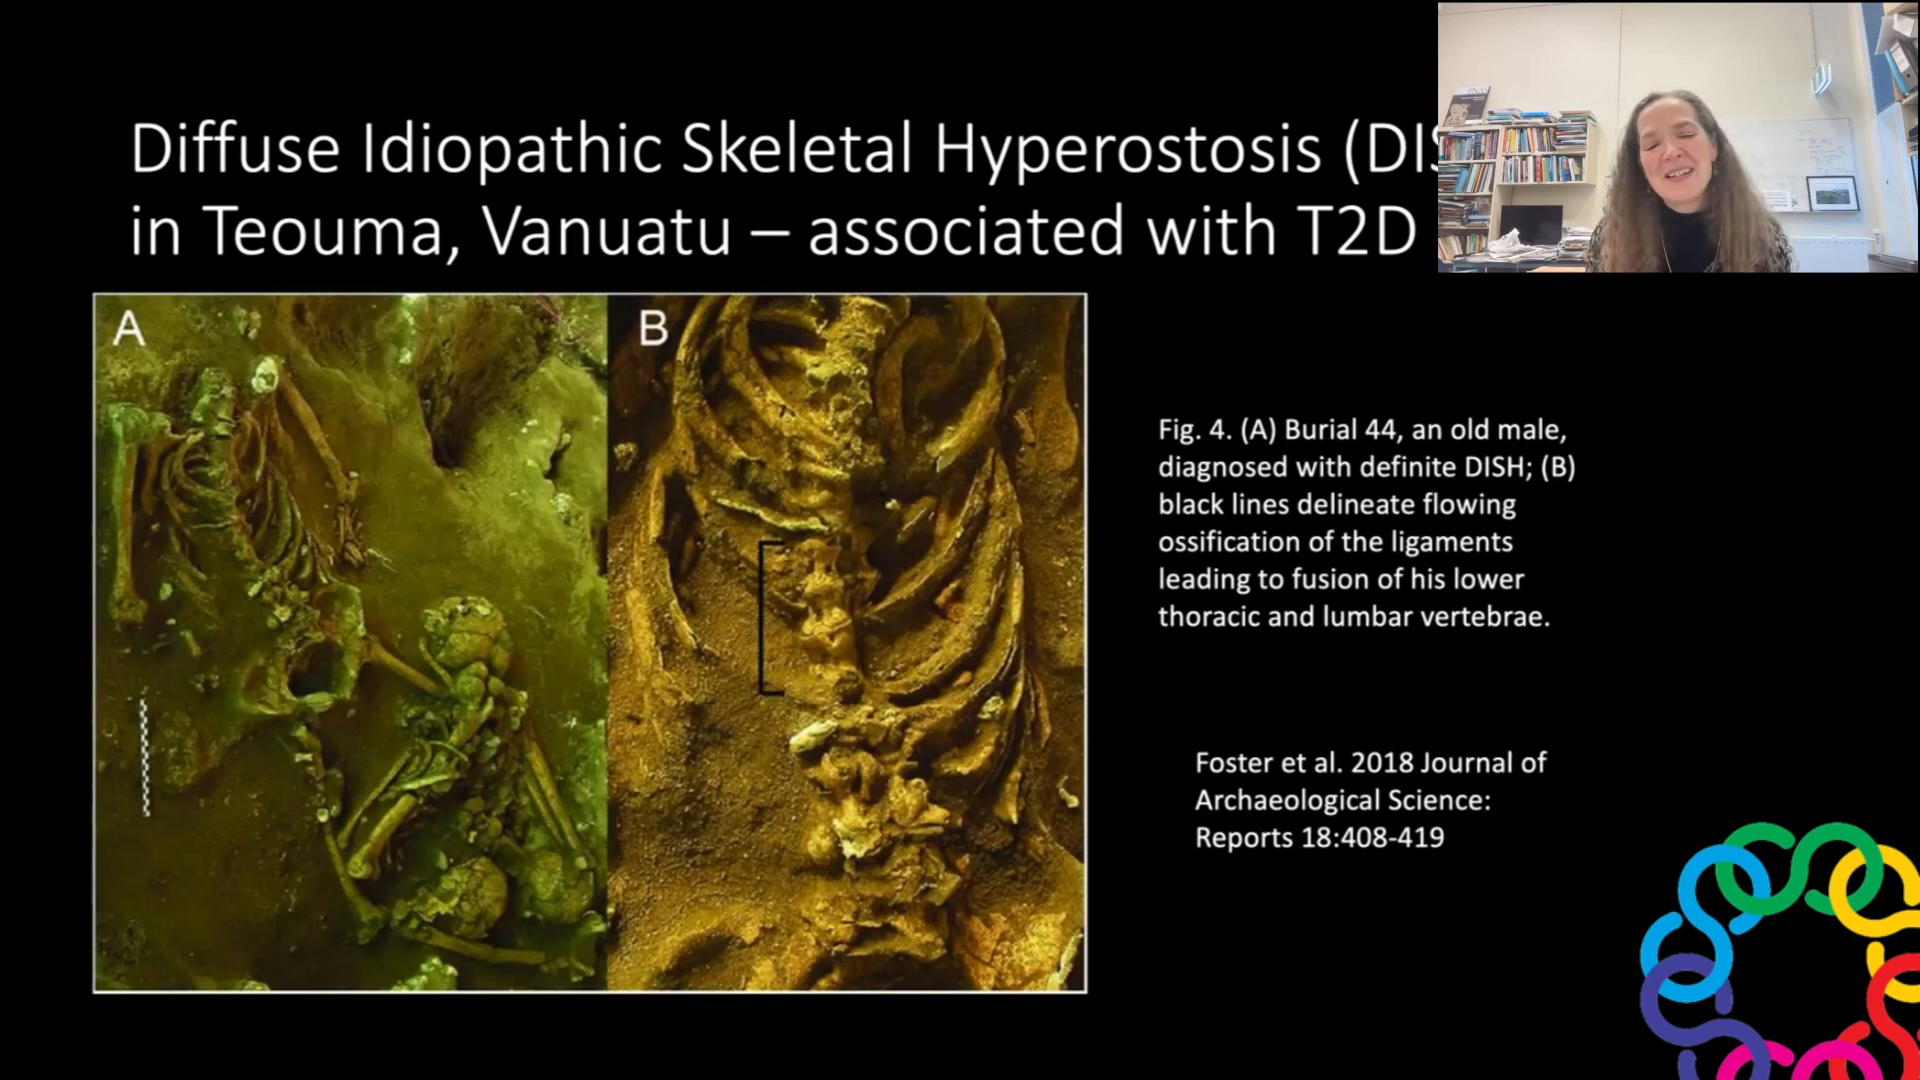 Diffuse Idiopathic Skeletal Hyperostosis (DIS
in Teouma, Vanuatu – associated with T2D
A
B
Fig. 4. (A) Burial 44, an old male,
diagnosed with definite DISH; (B)
black lines delineate flowing
ossification of the ligaments
leading to fusion of his lower
thoracic and lumbar vertebrae.
Foster et al. 2018 Journal of
Archaeological Science:
Reports 18:408-419